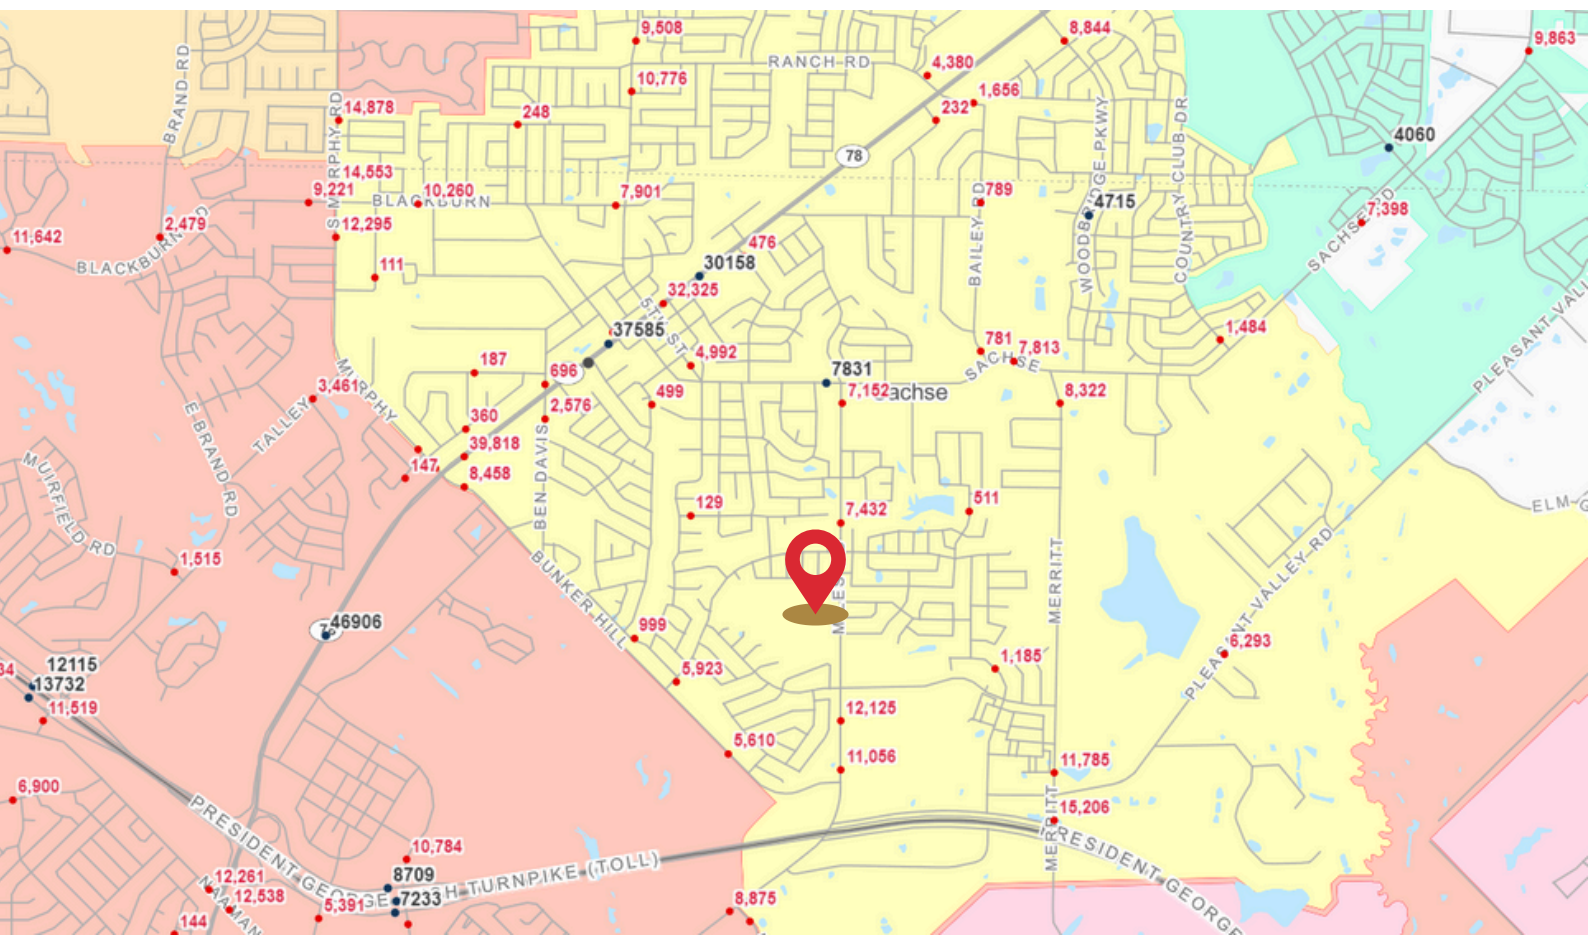 9,508
8,844
9,863
RANCH RD
4,380
BRAND RD
10,776
1,656
14,878
248
232
4060
S MURPHY RD
78
WOODBRIDGE PKWY
COUNTRY CLUB DR
14,553
9,221
10,260
7,901
789
BLACKBURN
4715
7,398
2,479
12,295
11,642
476
BAILEY RD
SACHSE RD
BLACKBURN RD
111
30158
32,325
5TH ST
37585
1,484
781
7,813
187
4,992
SACHSE
PLEASANT VALL
696
7831
MURPHY
3,461
499
7,152
Sachse
8,322
TALLEY
2,576
360
E BRAND RD
39,818
147
8,458
BEN DAVIS
MUIRFIELD RD
129
511
ELM G
7,432
1,515
BUNKER HILL
MERRITT
PLEASANT VALLEY RD
46906
78
999
6,293
12115
34
5,923
1,185
13732
11,519
12,125
5,610
11,056
11,785
6,900
15,206
MERRITT
PRESIDENT GEORGE BUSH TURNPIKE (TOLL)
PRESIDENT GEORGE
10,784
8709
12,261
12,538
7233
5,391
8,875
NAAMAN
144